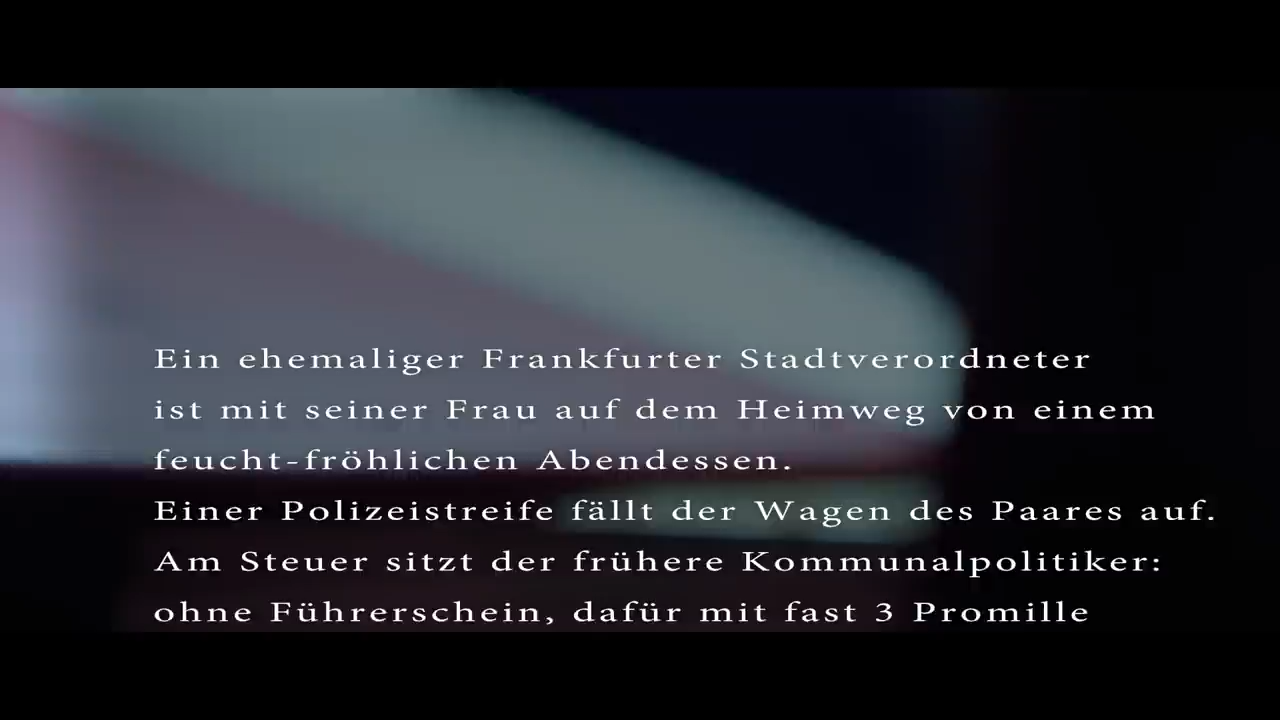 Ein ehemaliger Frankfurter Stadtverordneter
ist mit seiner Frau auf dem Heimweg von einem
feucht-fröhlichen Abendessen.
Einer Polizeistreife fällt der Wagen des Paares auf.
Am Steuer sitzt der frühere Kommunalpolitiker:
ohne Führerschein, dafür mit fast 3 Promille